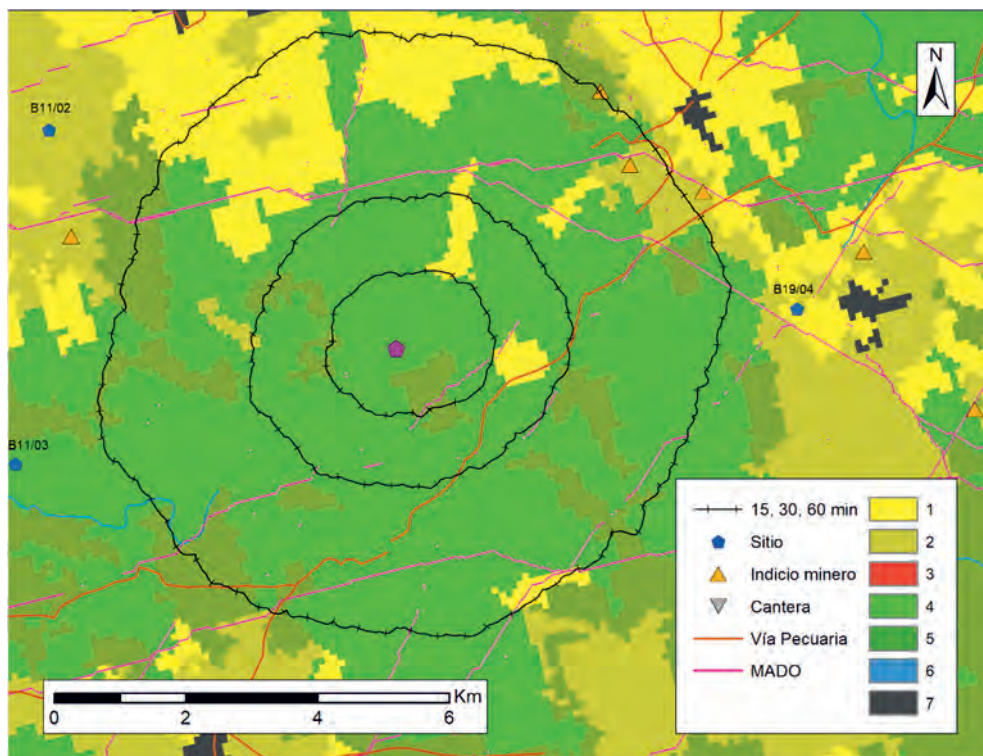 N
B11/02
B19/04
B11/03
15, 30, 60 min
Sitio
Indicio minero
Cantera
Vía Pecuaria
MADO
1
2
3
4
5
6
7
Km
0 2 4 6